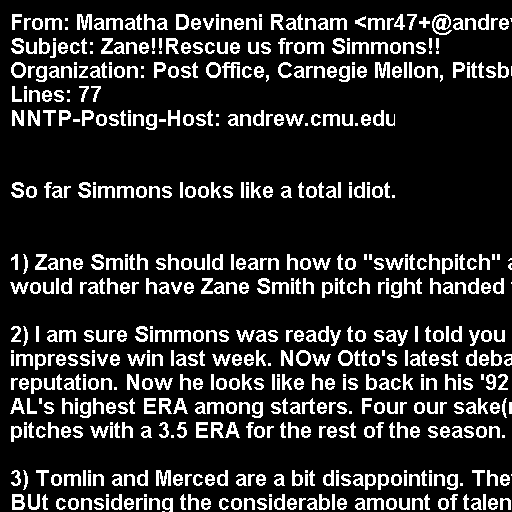 From: Mamatha Devineni Ratnam <mr47+@andrew
Subject: Zane!!Rescue us from Simmons!!
Organization: Post Office, Carnegie Mellon, Pittsb
Lines: 77
NNTP-Posting-Host: andrew.cmu.edu
So far Simmons looks like a total idiot.
1) Zane Smith should learn how to "switchpitch" a
would rather have Zane Smith pitch right handed
2) I am sure Simmons was ready to say I told you
impressive win last week. NOw Otto's latest deba
reputation. Now he looks like he is back in his '92
AL's highest ERA among starters. Four our sake(
pitches with a 3.5 ERA for the rest of the season.
3) Tomlin and Merced are a bit disappointing. The
BUt considering the considerable amount of talen